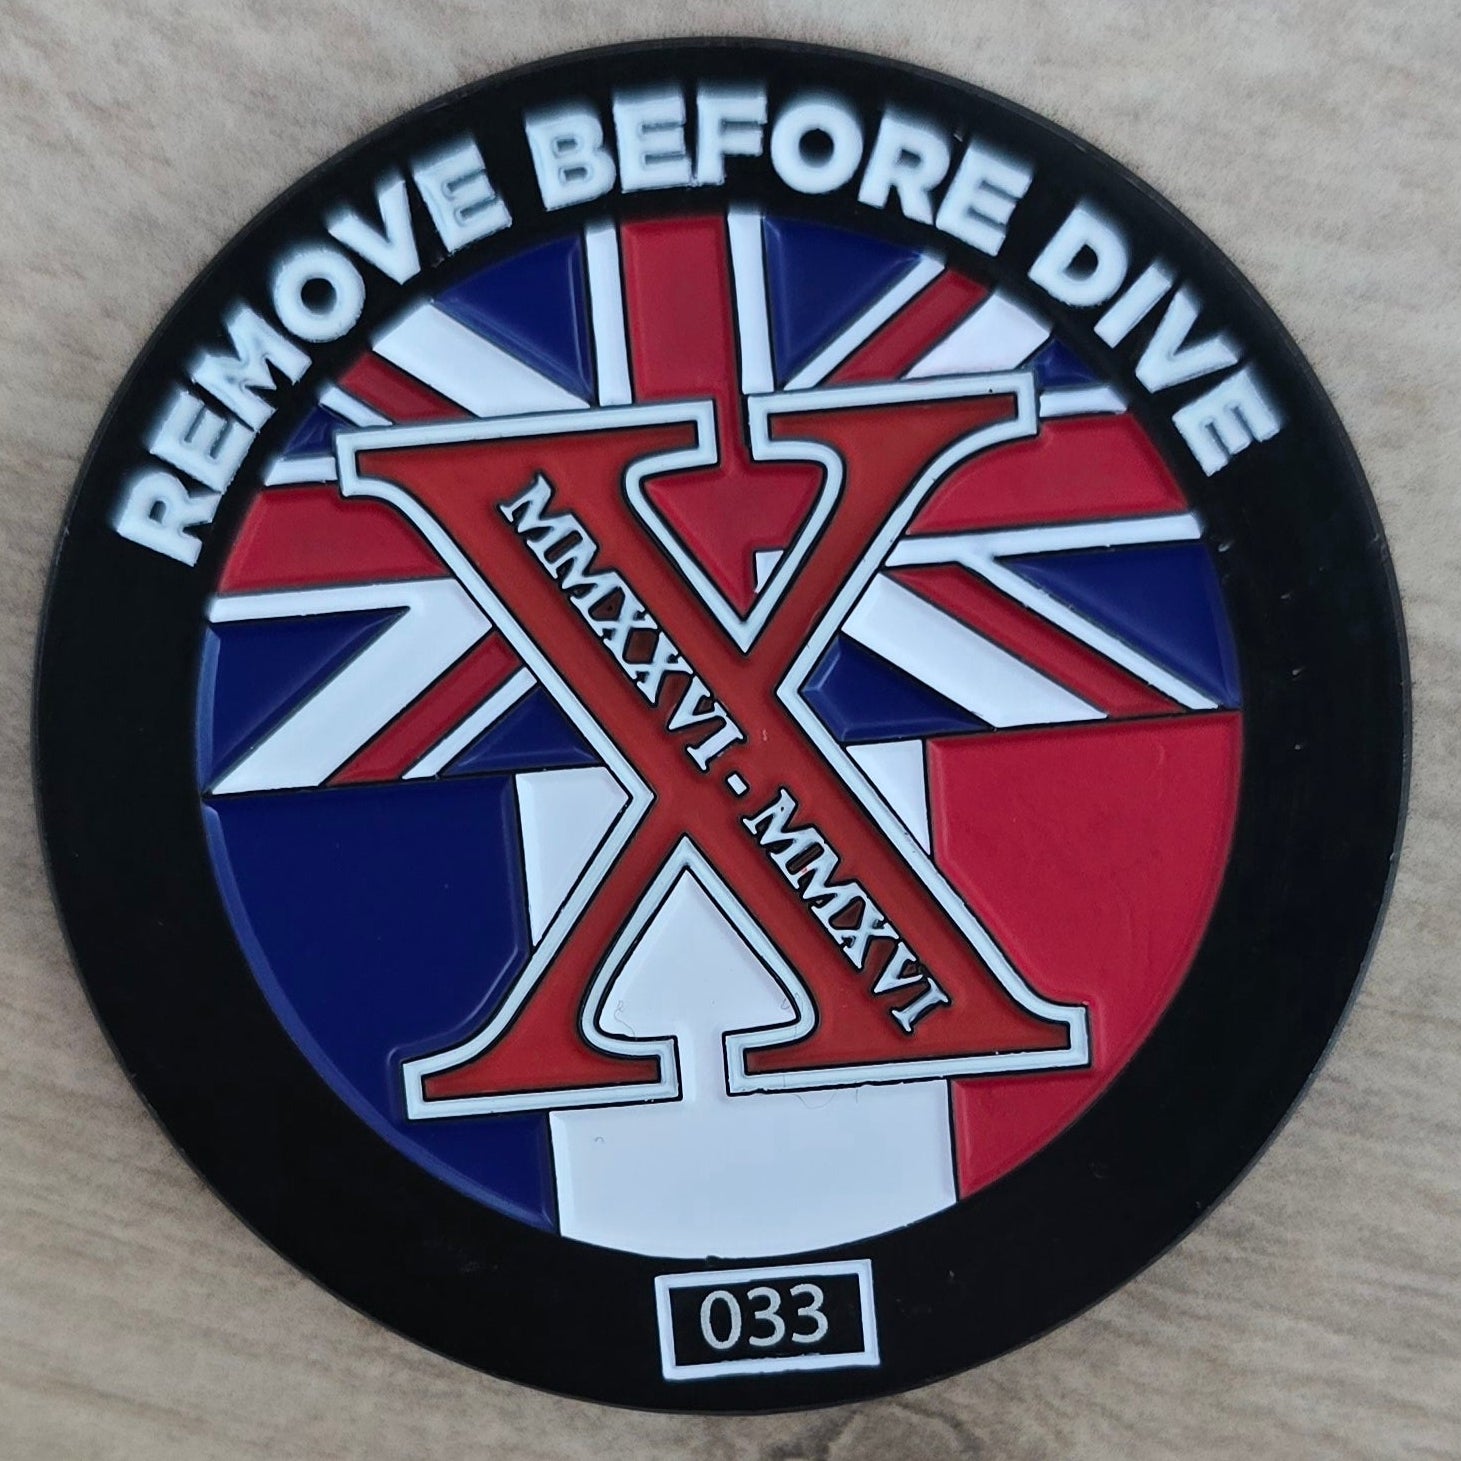 REMOVE BEFORE DIVE
X
MMXXVI - MMXVI
033